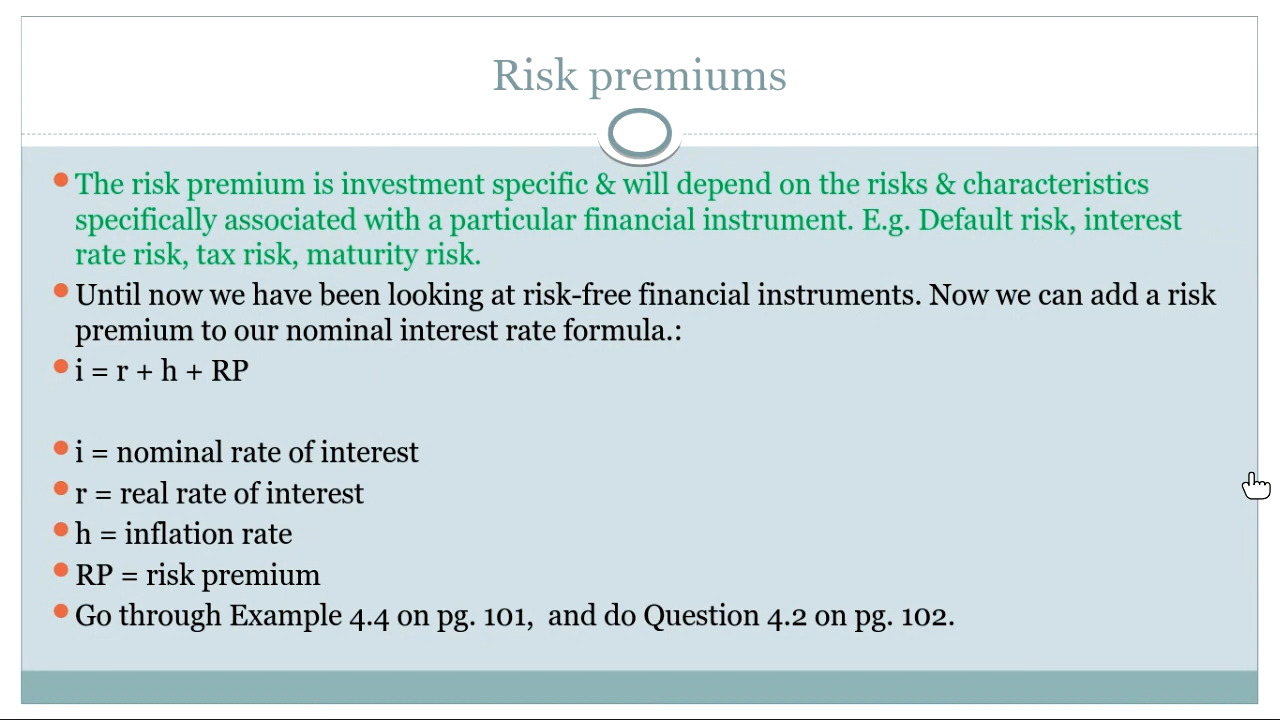 Risk premiums
The risk premium is investment specific & will depend on the risks & characteristics
specifically associated with a particular financial instrument. E.g. Default risk, interest
rate risk, tax risk, maturity risk.
Until now we have been looking at risk-free financial instruments. Now we can add a risk
premium to our nominal interest rate formula.:
i = r + h + RP
i = nominal rate of interest
r = real rate of interest
h = inflation rate
RP = risk premium
Go through Example 4.4 on pg. 101,  and do Question 4.2 on pg. 102.